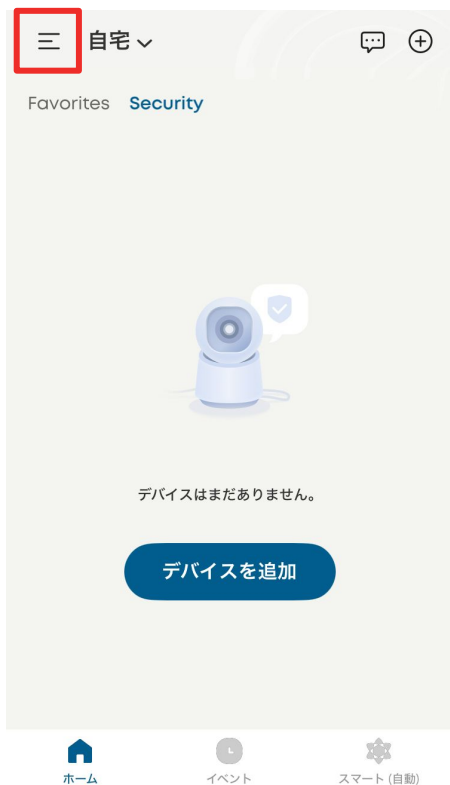 自宅
Favorites Security
デバイスはまだありません。
デバイスを追加
ホーム イベント スマート (自動)